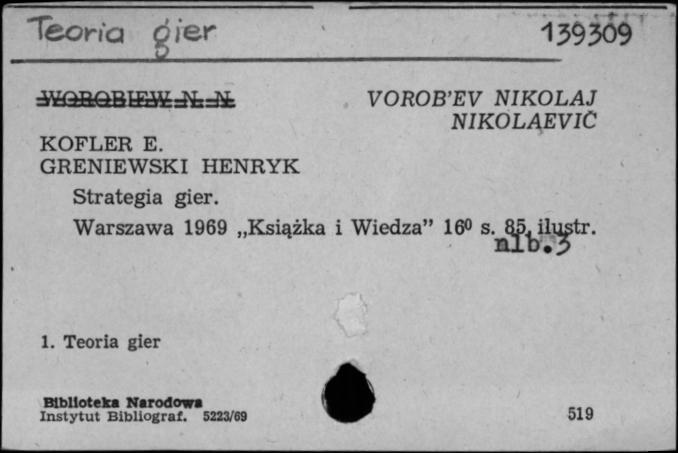 Teoria gier 139309
WOROBIEW N. N. VOROB'EV NIKOLAJ
NIKOLAEVIČ
KOFLER E.
GRENIEWSKI HENRYK
Strategia gier.
Warszawa 1969 „Książka i Wiedza” 16⁰ s. 85, ilustr.
nlb. 3
1. Teoria gier
Biblioteka Narodowa
Instytut Bibliograf. 5223/69 519